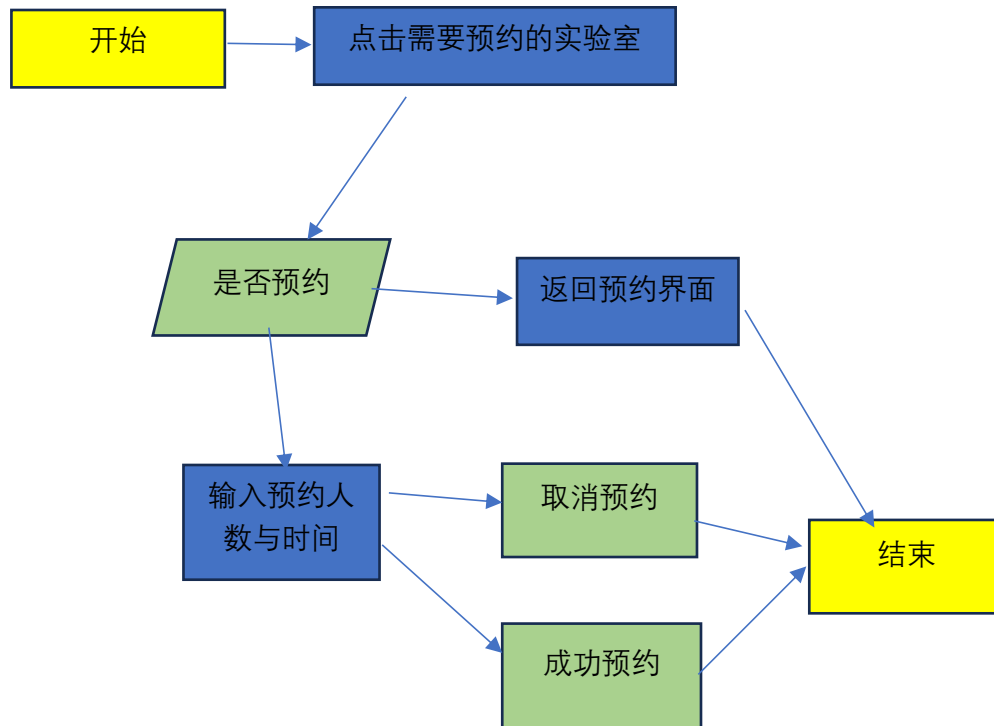 开始
点击需要预约的实验室
是否预约
返回预约界面
输入预约人
数与时间
取消预约
结束
成功预约